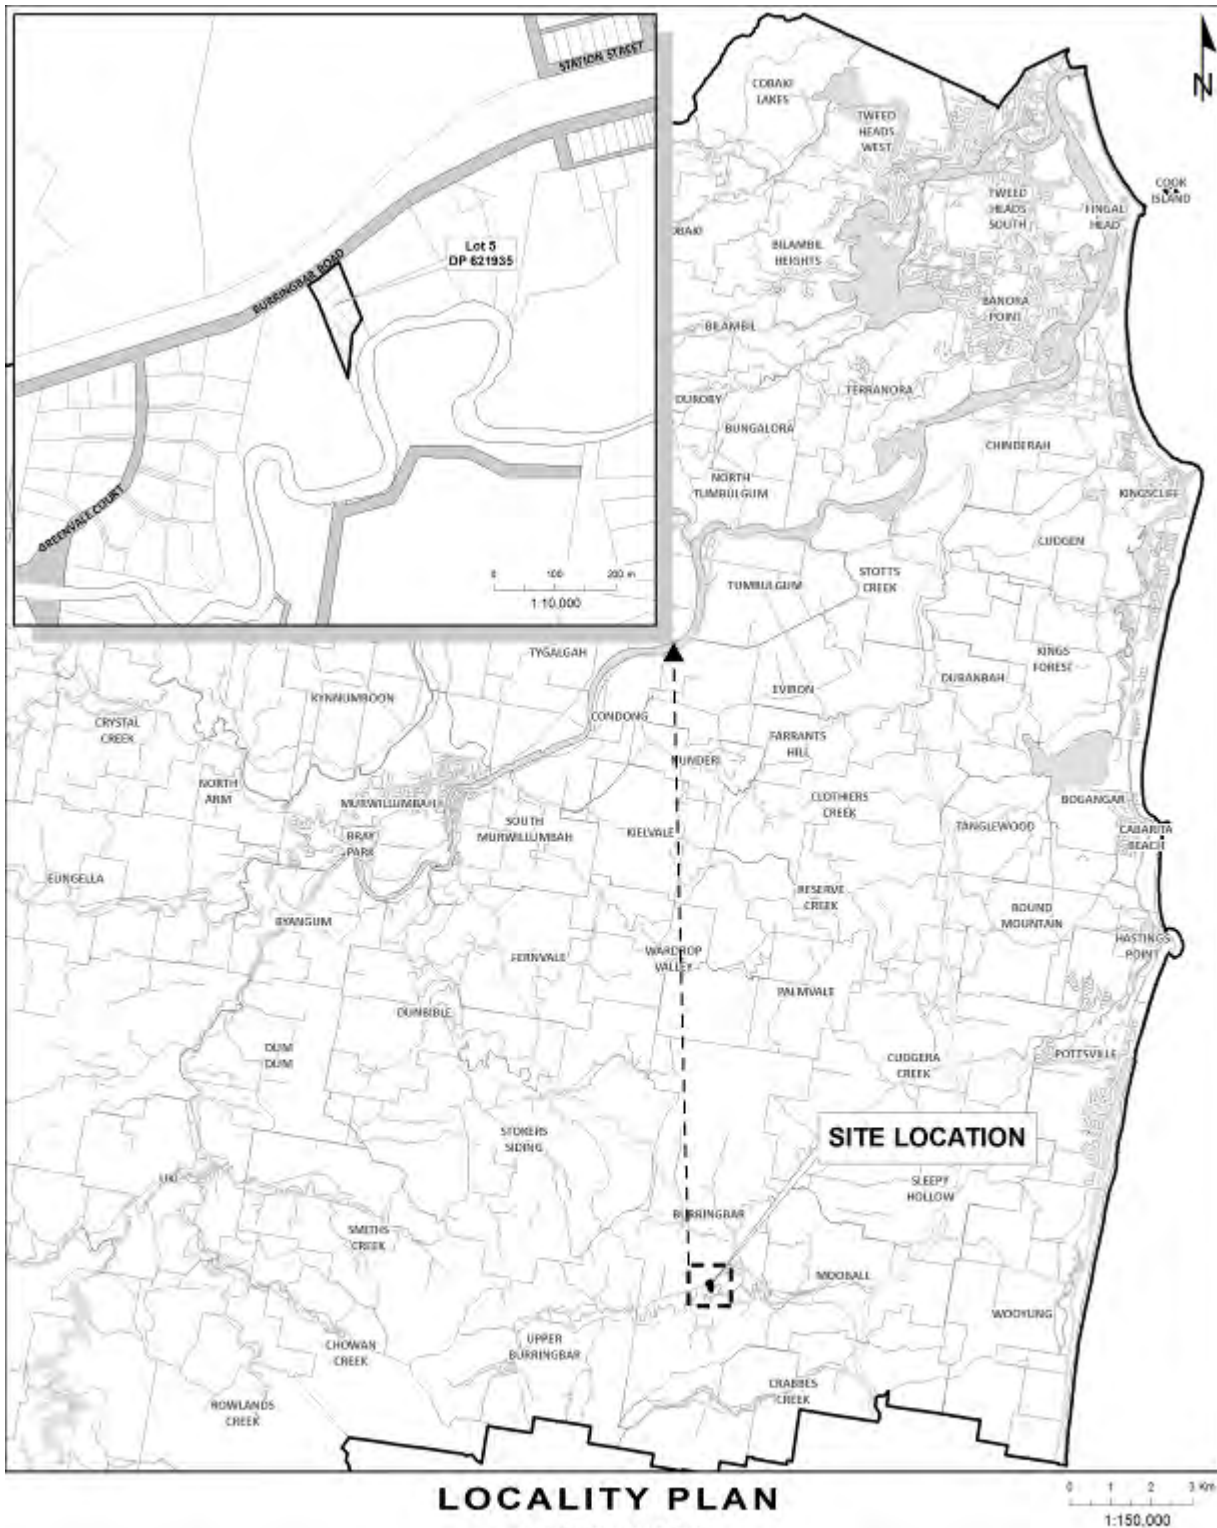 STATION STREET
Lot 5
DP 621935
BURRINGBAR ROAD
GREENVALE COURT
0 100 200 m
1:10,000
N
COBAKI
LAKES
TWEED
HEADS
WEST
COOK
ISLAND
TWEED
HEADS
SOUTH
FINGAL
HEAD
BILAMBIL
HEIGHTS
BANORA
POINT
BILAMBIL
TERRANORA
DUROBY
BUNGALORA
CHINDERAH
NORTH
TUMBULGUM
KINGSCLIFF
CUDGEN
STOTTS
CREEK
TUMBULGUM
TYGALGAH
KINGS
FOREST
DURANBAH
EVIRON
KYNNUMBOON
CONDONG
CRYSTAL
CREEK
FARRANTS
HILL
NUNDERI
NORTH
ARM
MURWILLUMBAH
CLOTHIERS
CREEK
BOGANGAR
SOUTH
MURWILLUMBAH
KIELVALE
TANGLEWOOD
CABARITA
BEACH
BRAY
PARK
EUNGELLA
RESERVE
CREEK
ROUND
MOUNTAIN
BYANGUM
HASTINGS
POINT
WARDROP
VALLEY
FERNVALE
PALMVALE
DUNBIBLE
DUM
DUM
CUDGERA
CREEK
POTTSVILLE
STOKERS
SIDING
SITE LOCATION
UKI
SLEEPY
HOLLOW
BURRINGBAR
SMITHS
CREEK
MOOBALL
WOOYUNG
UPPER
BURRINGBAR
CHOWAN
CREEK
CRABBES
CREEK
ROWLANDS
CREEK
LOCALITY PLAN
0 1 2 3 Km
1:150,000